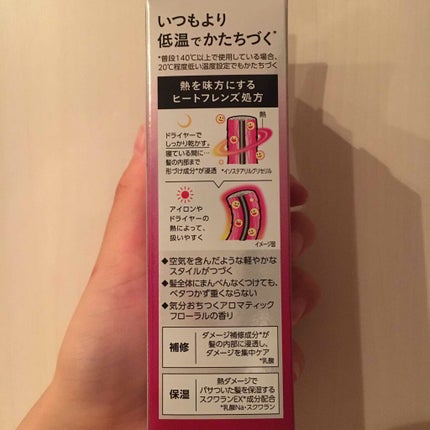 いつもより
低温でかたちづく*
*普段140℃以上で使用している場合、
20℃程度低い温度設定でもかたちづく
熱を味方にする
ヒートフレンズ処方
ドライヤーで
しっかり乾かす。
寝ている間に…
髪の内部まで
形づけ成分*が浸透
熱
*イソステアリルグリセリル
アイロンや
ドライヤーの
熱によって、
扱いやすく
イメージ図
◆空気を含んだような軽やかな
スタイルがつづく
◆髪全体にまんべんなくつけても、
ベタつかず重くならない
◆気分おちつくアロマティック
フローラルの香り
補修
ダメージ補修成分*が
髪の内部に浸透し、
ダメージを集中ケア
*乳酸
保湿
熱ダメージで
パサついた髪を保湿する
スクワランEX*成分配合
*乳酸Na・スクワラン